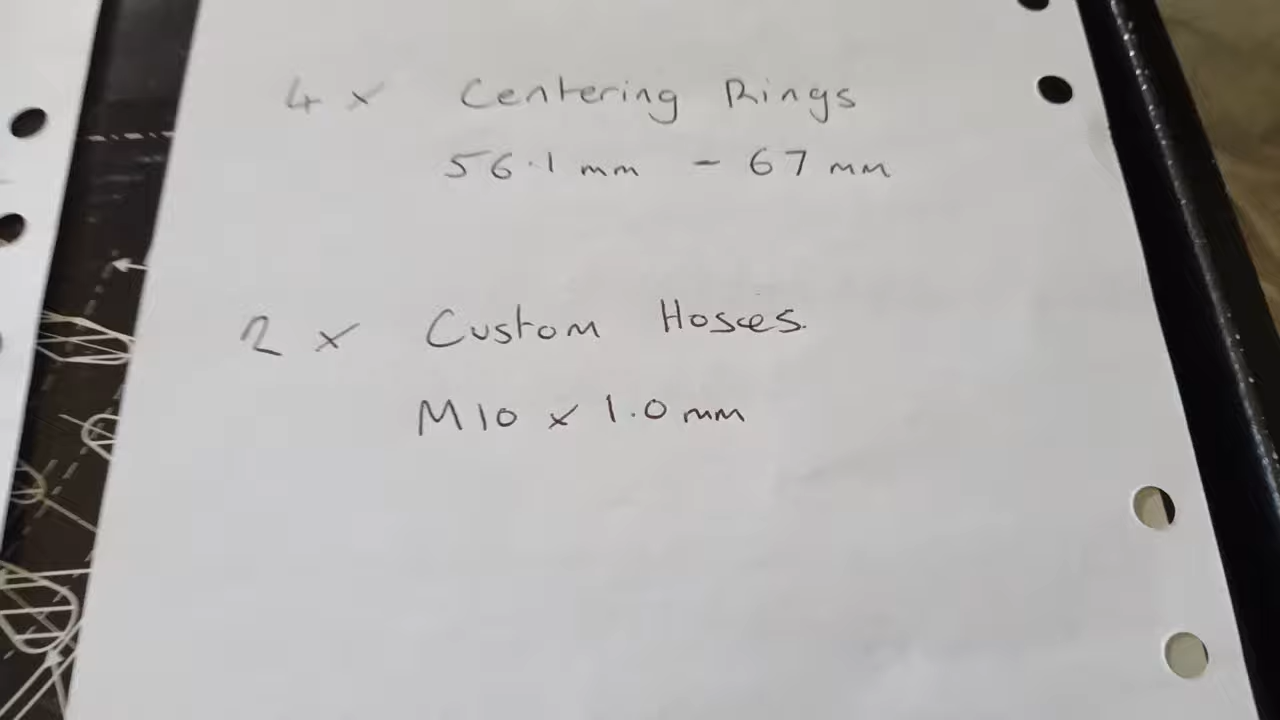 4 x Centering Rings
56.1 mm - 67 mm
2 x Custom Hoses.
M10 x 1.0 mm